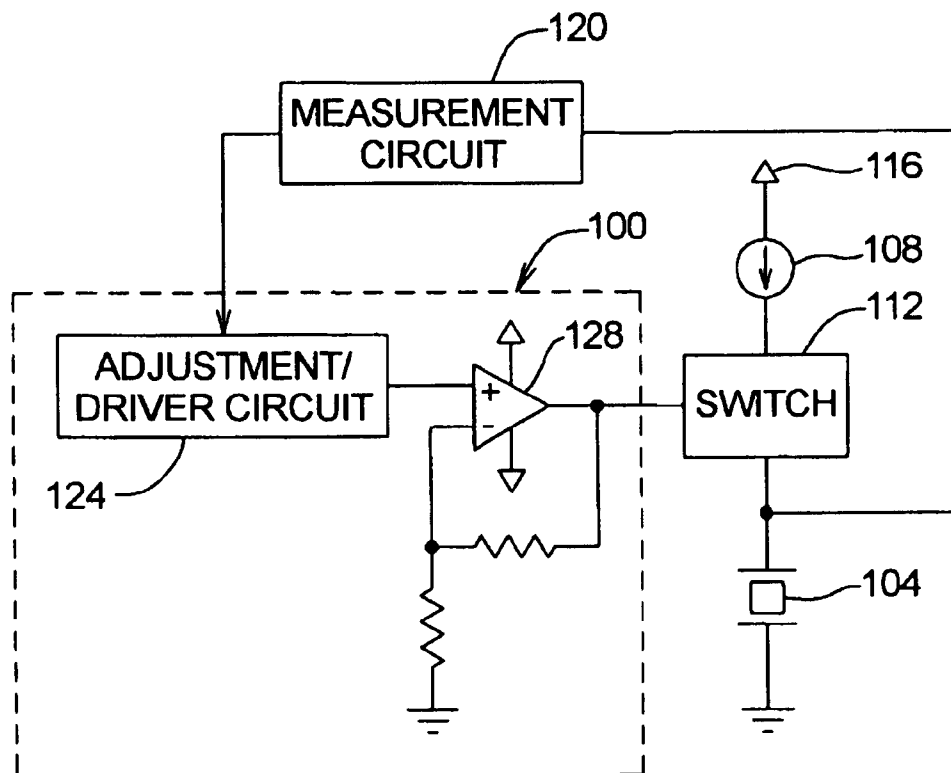 120
MEASUREMENT
CIRCUIT
116
100
108
112
128
ADJUSTMENT/
DRIVER CIRCUIT
+
-
SWITCH
124
104